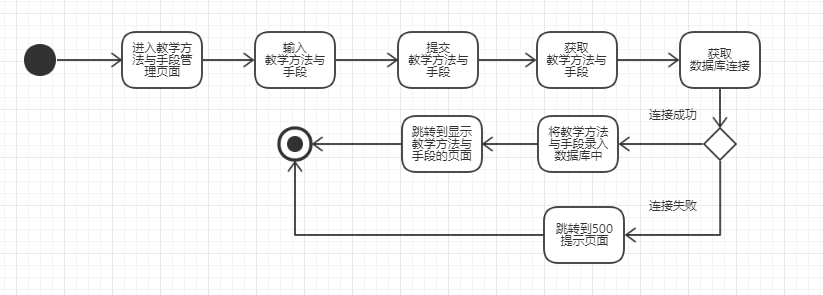 进入教学方
法与手段管
理页面
输入
教学方法与
手段
提交
教学方法与
手段
获取
教学方法与
手段
获取
数据库连接
连接成功
跳转到显示
教学方法与
手段的页面
将教学方法
与手段录入
数据库中
连接失败
跳转到500
提示页面